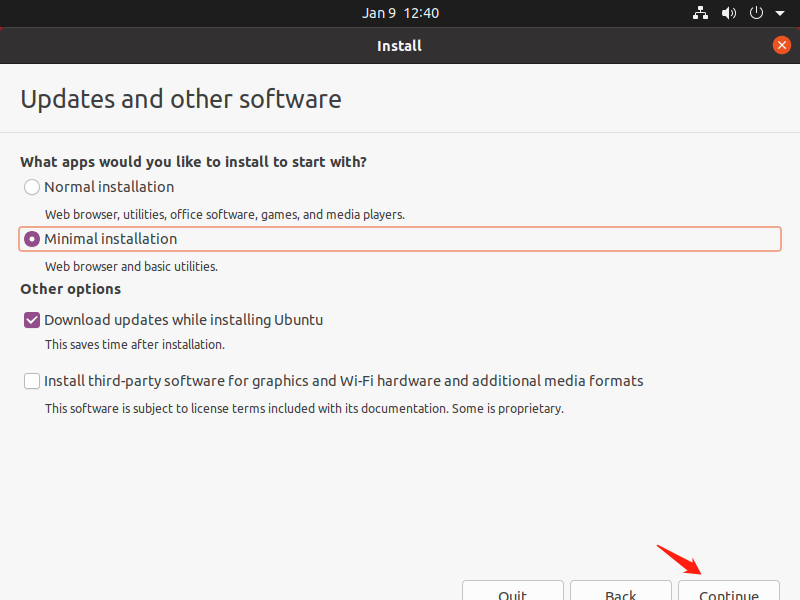 Jan 9 12:40
Install
Updates and other software
What apps would you like to install to start with?
Normal installation
Web browser, utilities, office software, games, and media players.
Minimal installation
Web browser and basic utilities.
Other options
Download updates while installing Ubuntu
This saves time after installation.
Install third-party software for graphics and Wi-Fi hardware and additional media formats
This software is subject to license terms included with its documentation. Some is proprietary.
Quit Back Continue